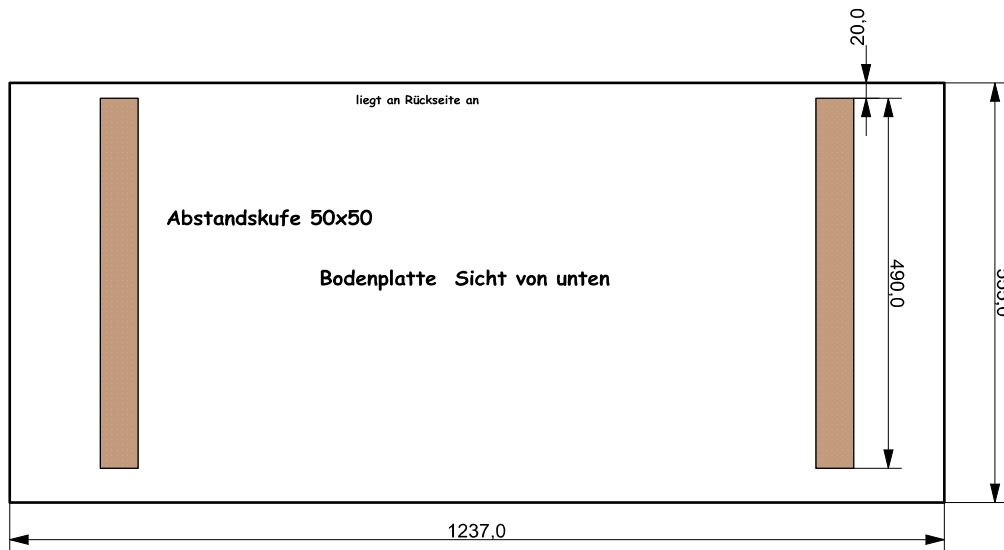 20,0
liegt an Rückseite an
Abstandskufe 50x50
Bodenplatte Sicht von unten
490,0
1237,0